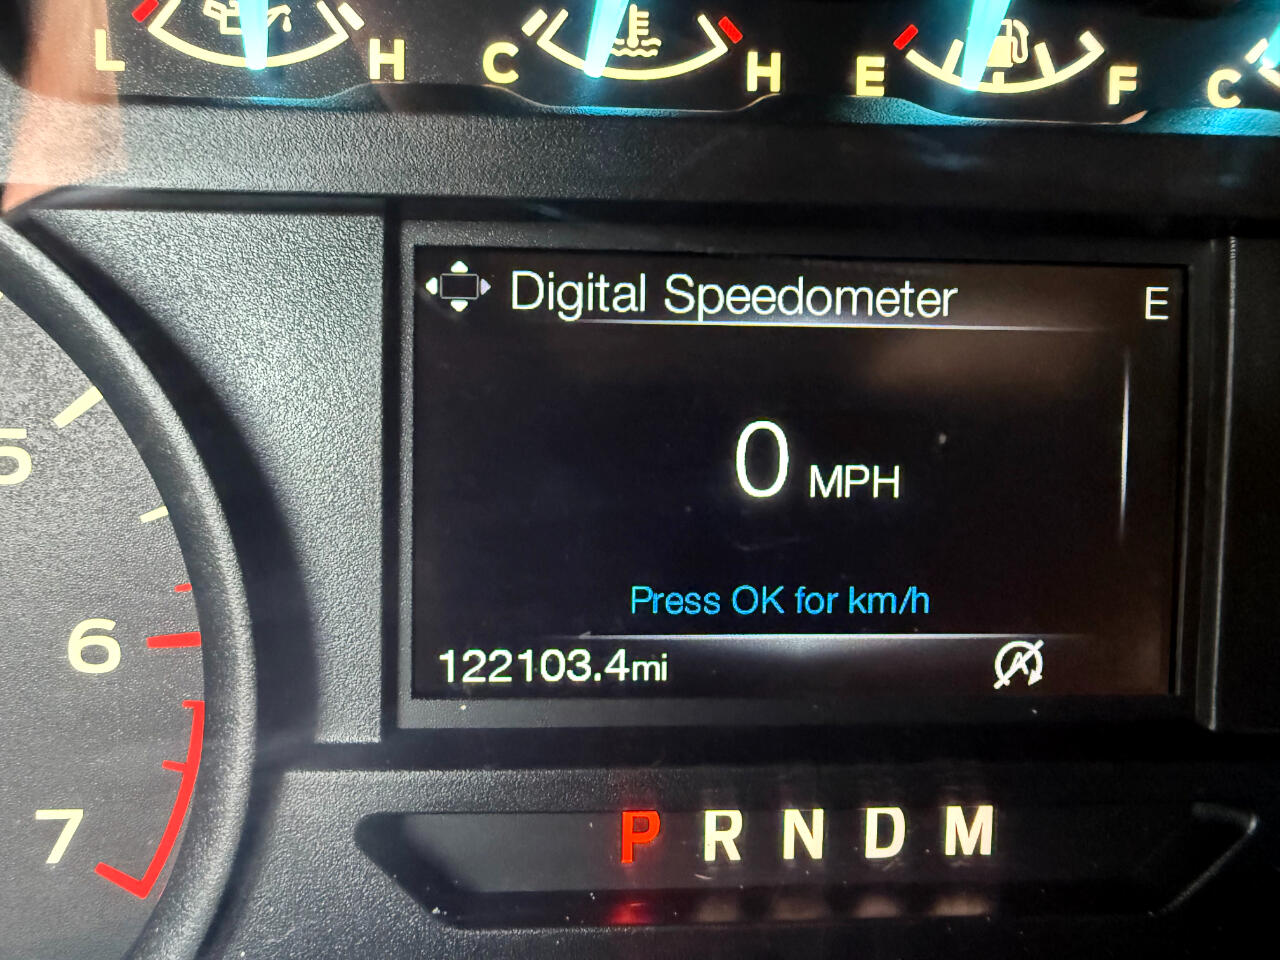 L H C H E F C
Digital Speedometer E
0 MPH
Press OK for km/h
122103.4mi
5
6
7
P R N D M